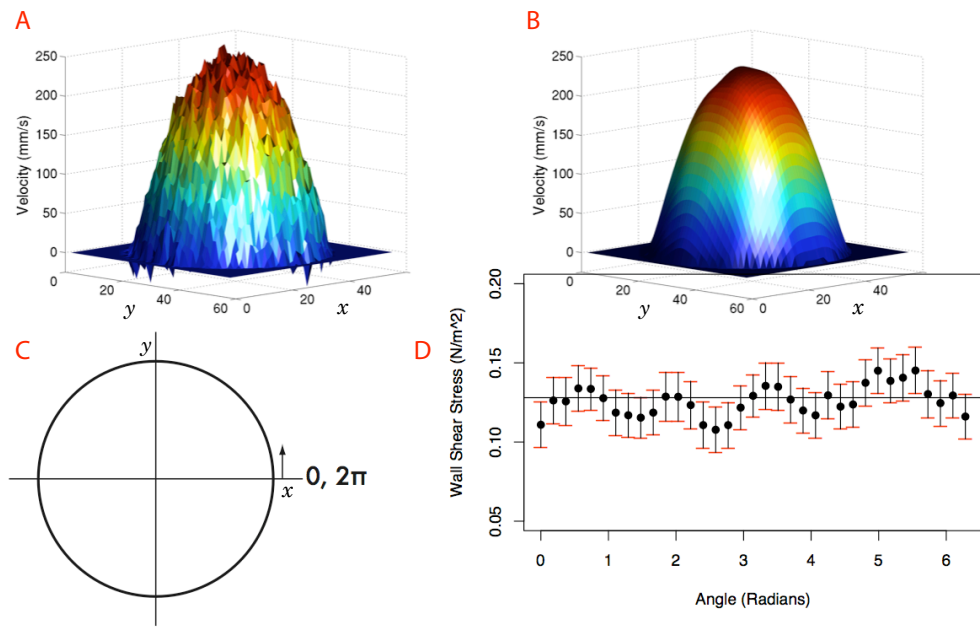 A
250
200
150
100
50
0
Velocity (mm/s)
0
20
40
60
y
0
20
40
x
B
250
200
150
100
50
0
Velocity (mm/s)
0
20
40
60
y
0
20
40
x
C
y
x
0, 2π
D
0.20
0.15
0.10
0.05
Wall Shear Stress (N/m^2)
0
1
2
3
4
5
6
Angle (Radians)